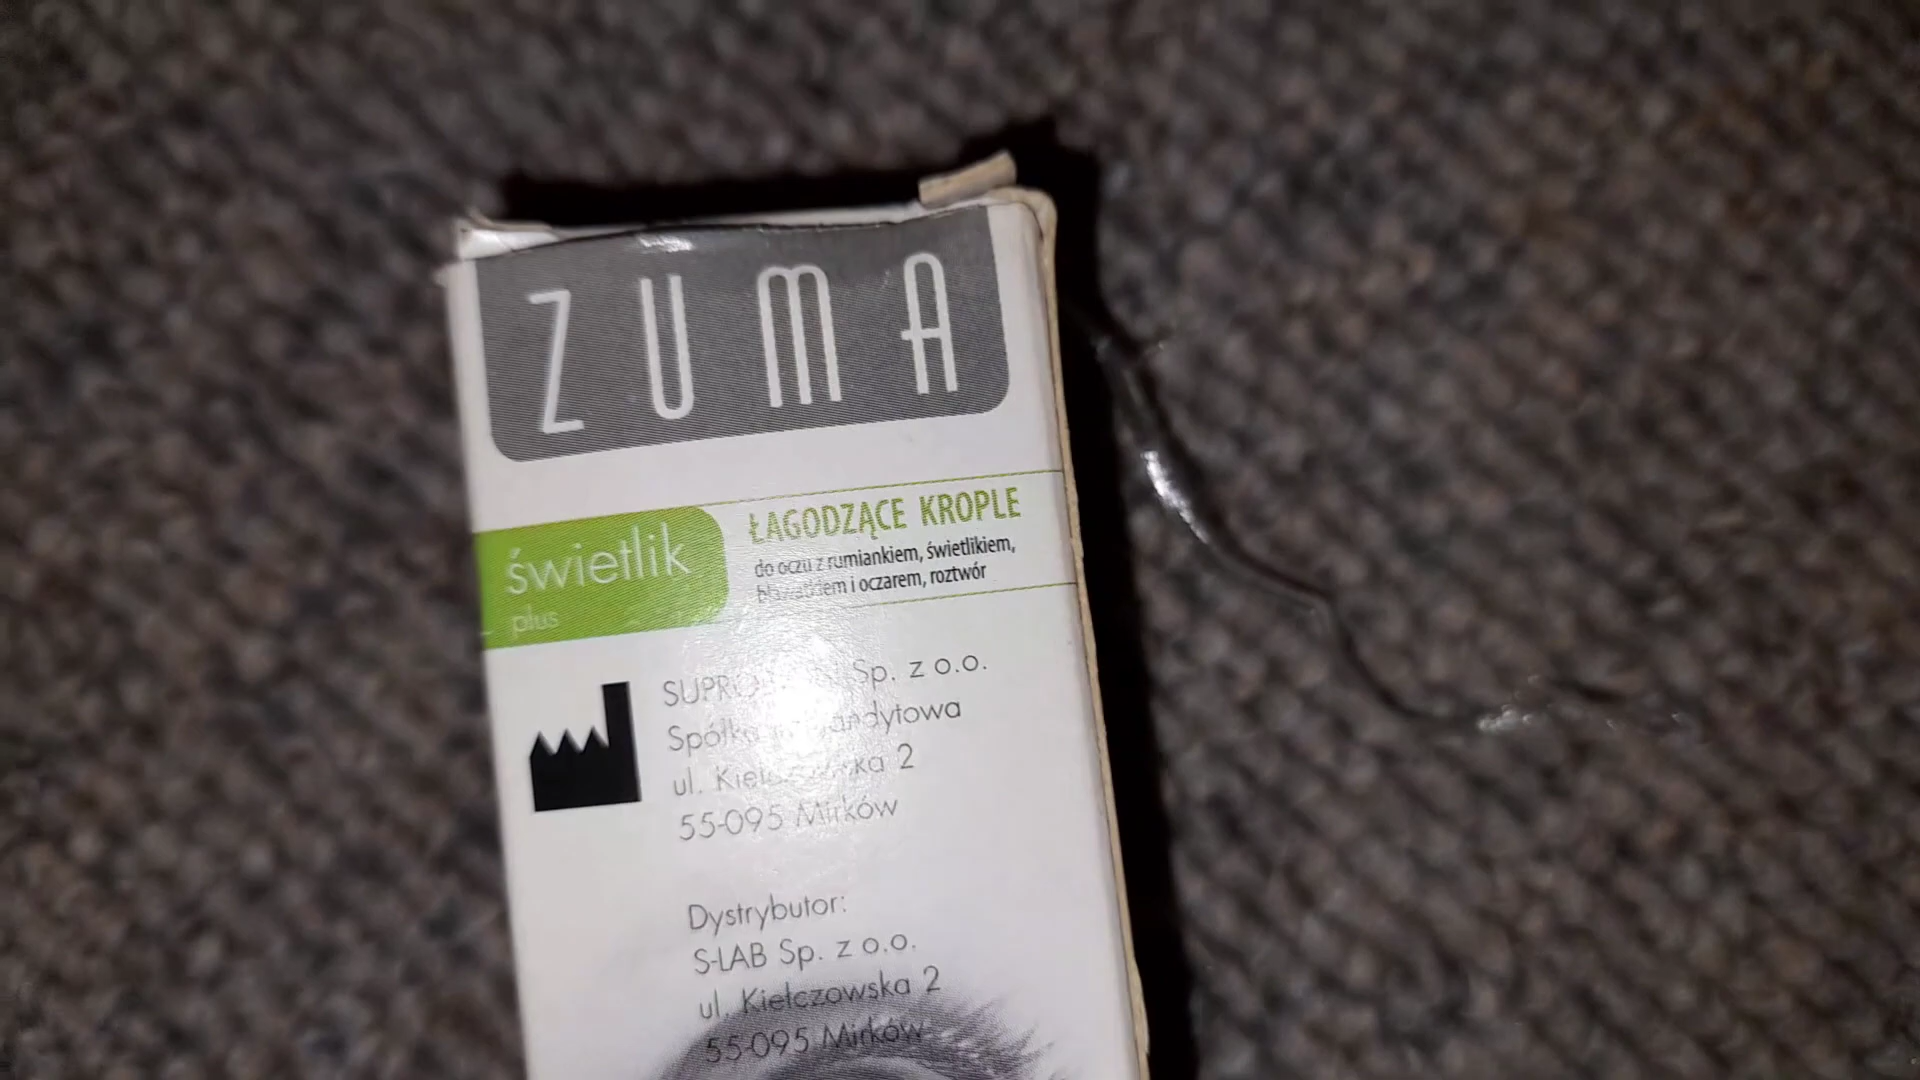 ZUMA
świetlik
plus
ŁAGODZĄCE KROPLE
do oczu z rumiankiem, świetlikiem,
i oczarem, roztwór
Sp. z o.o.
Spółka
ul. Kiełczowska 2
55-095 Mirków
Dystrybutor:
S-LAB Sp. z o.o.
ul. Kiełczowska 2
55-095 Mirków